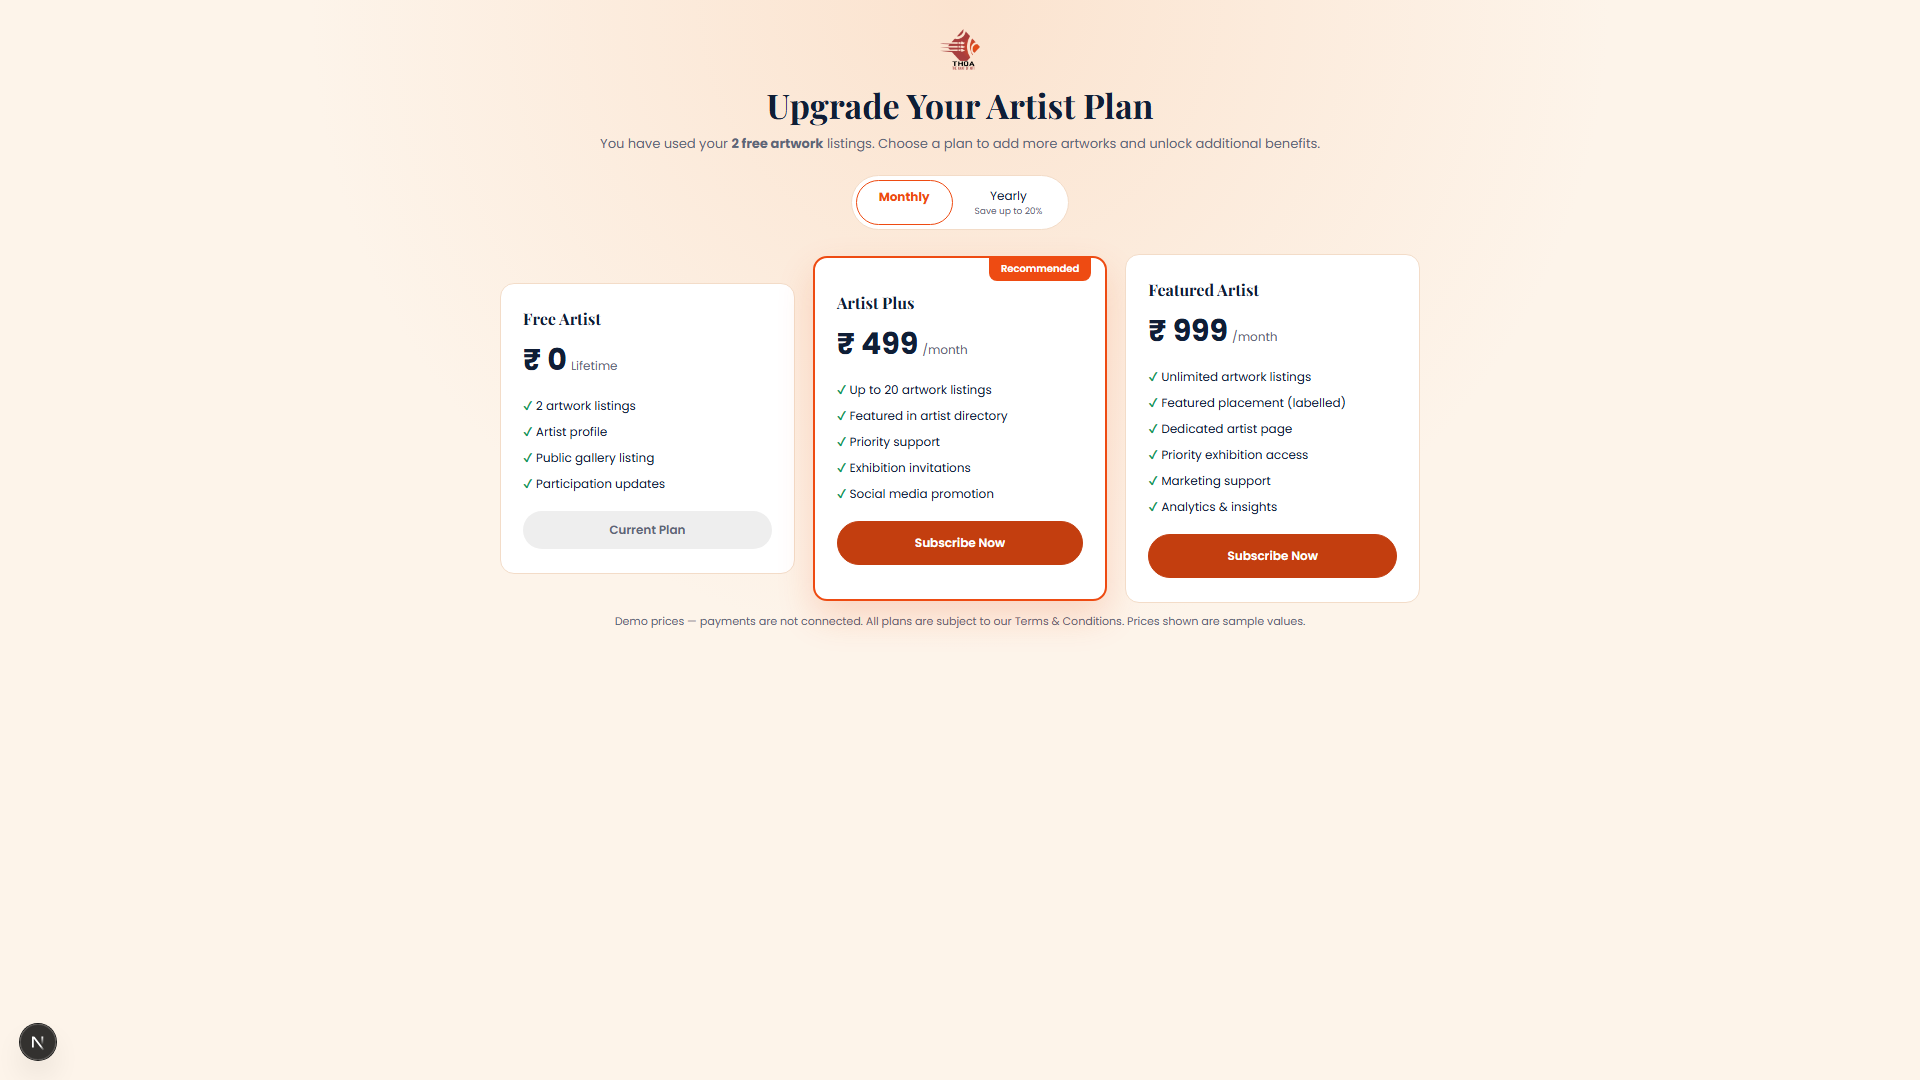 THOA
Upgrade Your Artist Plan
You have used your 2 free artwork listings. Choose a plan to add more artworks and unlock additional benefits.
Monthly
Yearly
Save up to 20%
Free Artist
₹ 0 Lifetime
✓ 2 artwork listings
✓ Artist profile
✓ Public gallery listing
✓ Participation updates
Current Plan
Recommended
Artist Plus
₹ 499 /month
✓ Up to 20 artwork listings
✓ Featured in artist directory
✓ Priority support
✓ Exhibition invitations
✓ Social media promotion
Subscribe Now
Featured Artist
₹ 999 /month
✓ Unlimited artwork listings
✓ Featured placement (labelled)
✓ Dedicated artist page
✓ Priority exhibition access
✓ Marketing support
✓ Analytics & insights
Subscribe Now
Demo prices — payments are not connected. All plans are subject to our Terms & Conditions. Prices shown are sample values.
N